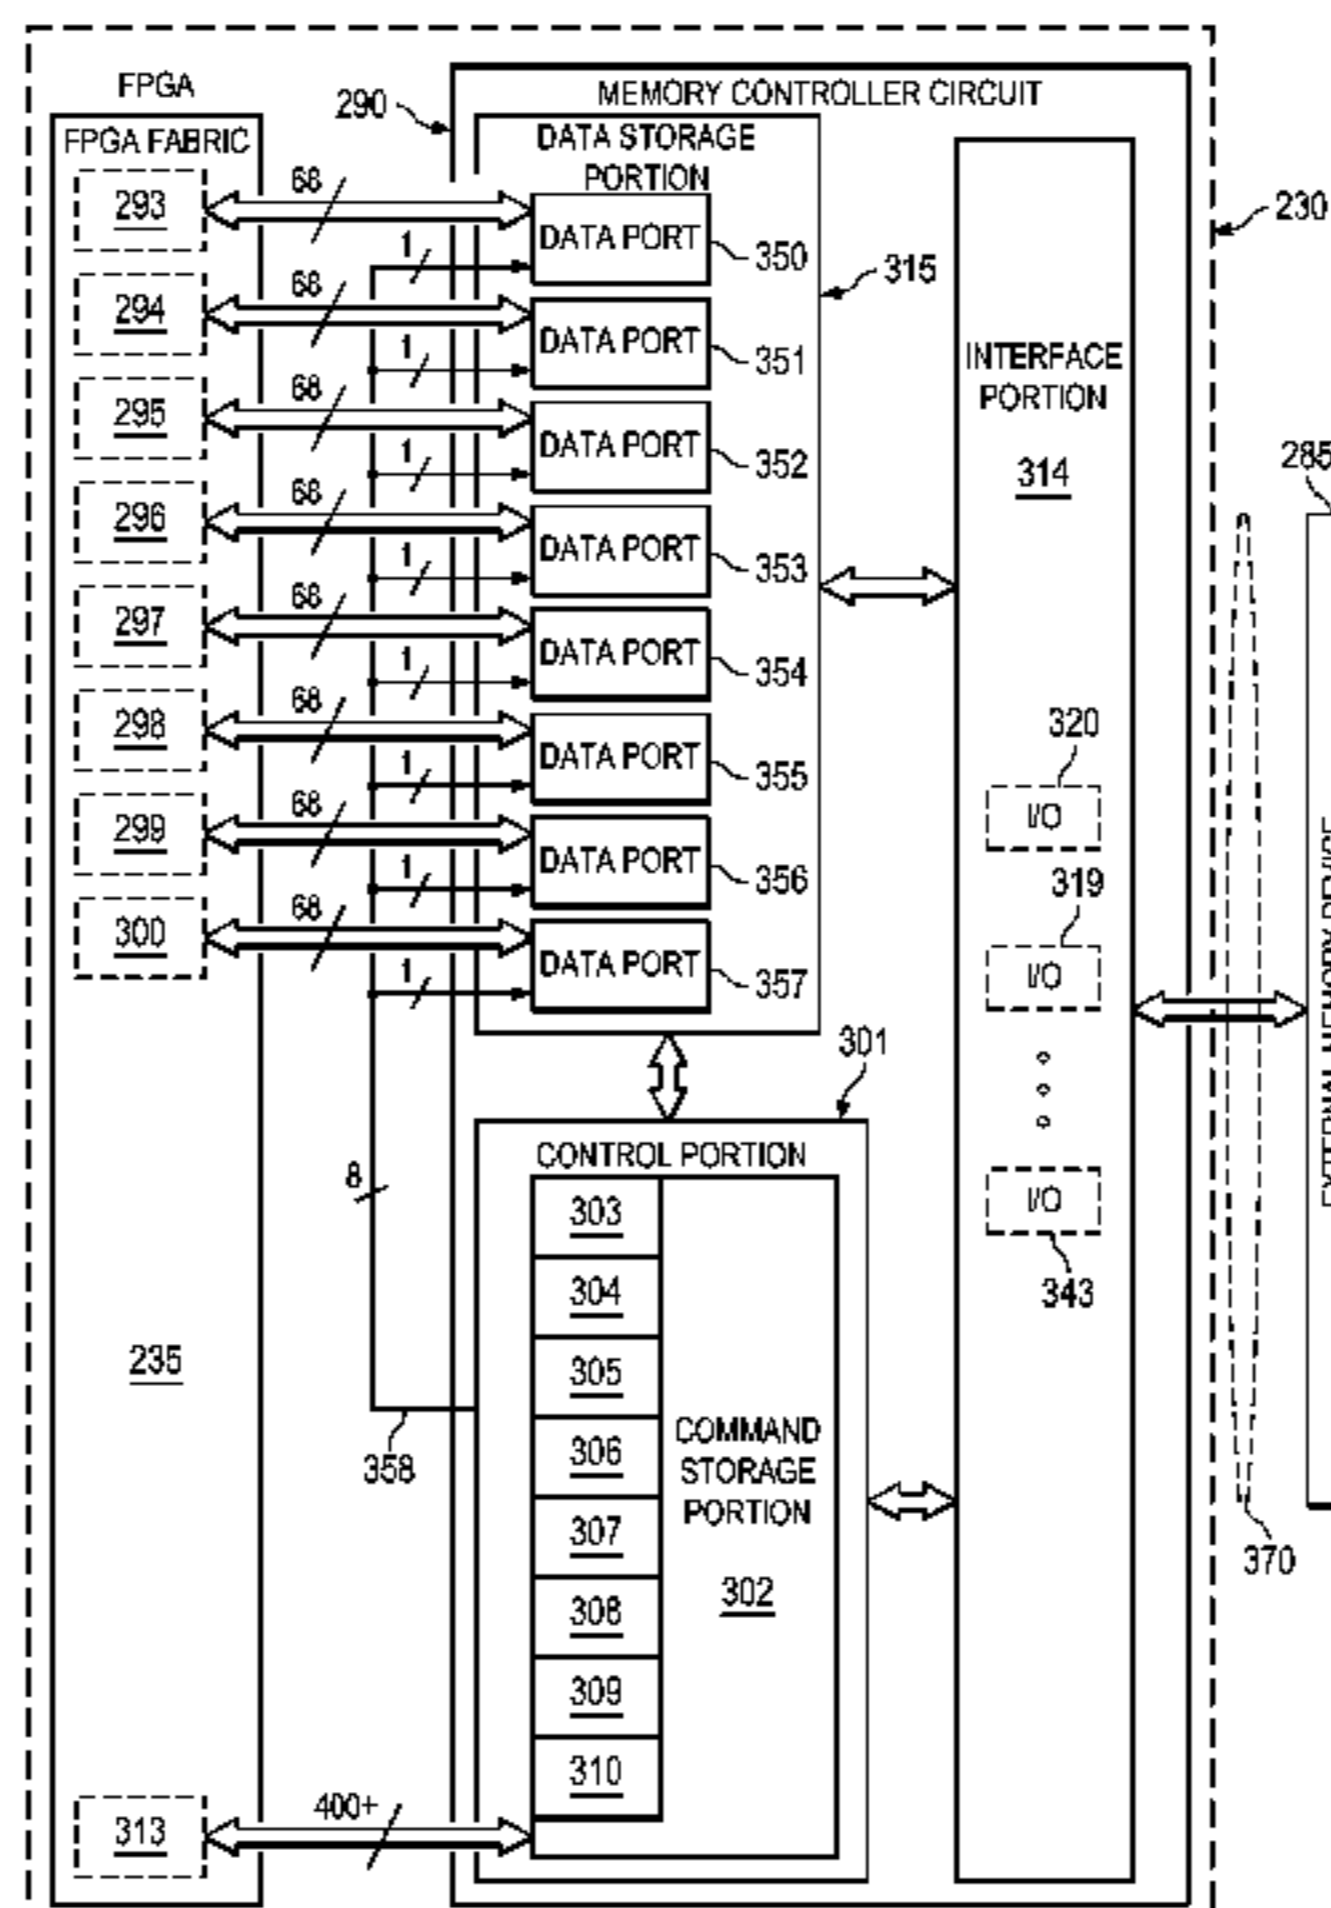 FPGA
FPGA FABRIC
293
294
295
296
297
298
299
300
235
313
68
68
68
68
68
68
68
68
1
1
1
1
1
1
1
1
8
358
400+
290
MEMORY CONTROLLER CIRCUIT
DATA STORAGE
PORTION
DATA PORT
350
DATA PORT
351
DATA PORT
352
DATA PORT
353
DATA PORT
354
DATA PORT
355
DATA PORT
356
DATA PORT
357
315
301
CONTROL PORTION
303
304
305
306
307
308
309
310
COMMAND
STORAGE
PORTION
302
INTERFACE
PORTION
314
320
I/O
319
I/O
I/O
343
230
285
370
EXTERNAL MEMORY DEVICE